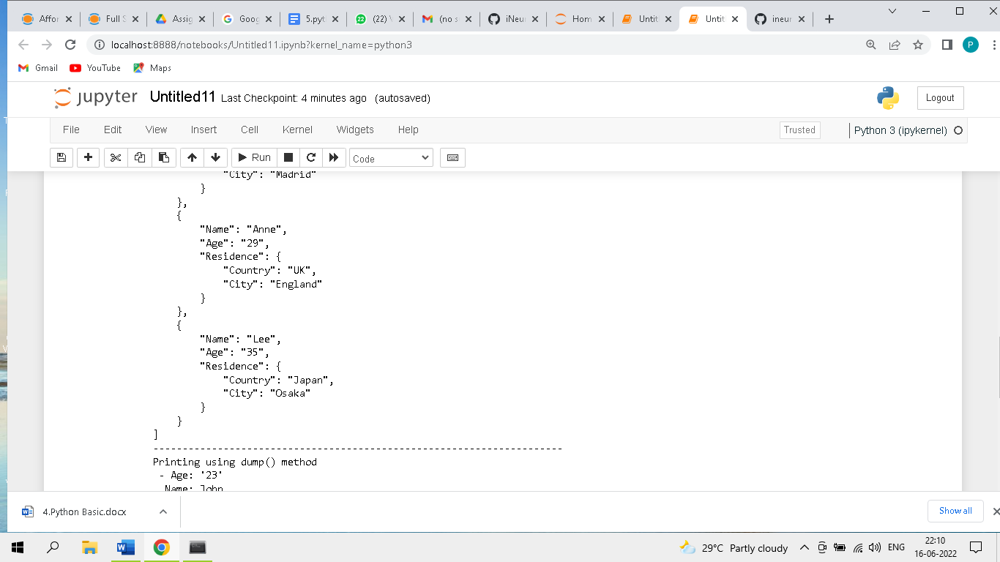 Affor
Full S
Assig
Goog
5.pyt
(22) V
(no s
iNeur
Hom
Untit
Untit
ineur
localhost:8888/notebooks/Untitled11.ipynb?kernel_name=python3
P
Gmail
YouTube
Maps
jupyter Untitled11 Last Checkpoint: 4 minutes ago (autosaved)
Logout
File Edit View Insert Cell Kernel Widgets Help
Trusted
Python 3 (ipykernel)
Run
Code
"City": "Madrid"
}
},
{
"Name": "Anne",
"Age": "29",
"Residence": {
"Country": "UK",
"City": "England"
}
},
{
"Name": "Lee",
"Age": "35",
"Residence": {
"Country": "Japan",
"City": "Osaka"
}
}
]
----------------------------------------------------------------------
Printing using dump() method
- Age: '23'
Name: John
4.Python Basic.docx
Show all
29°C Partly cloudy
ENG
22:10
16-06-2022